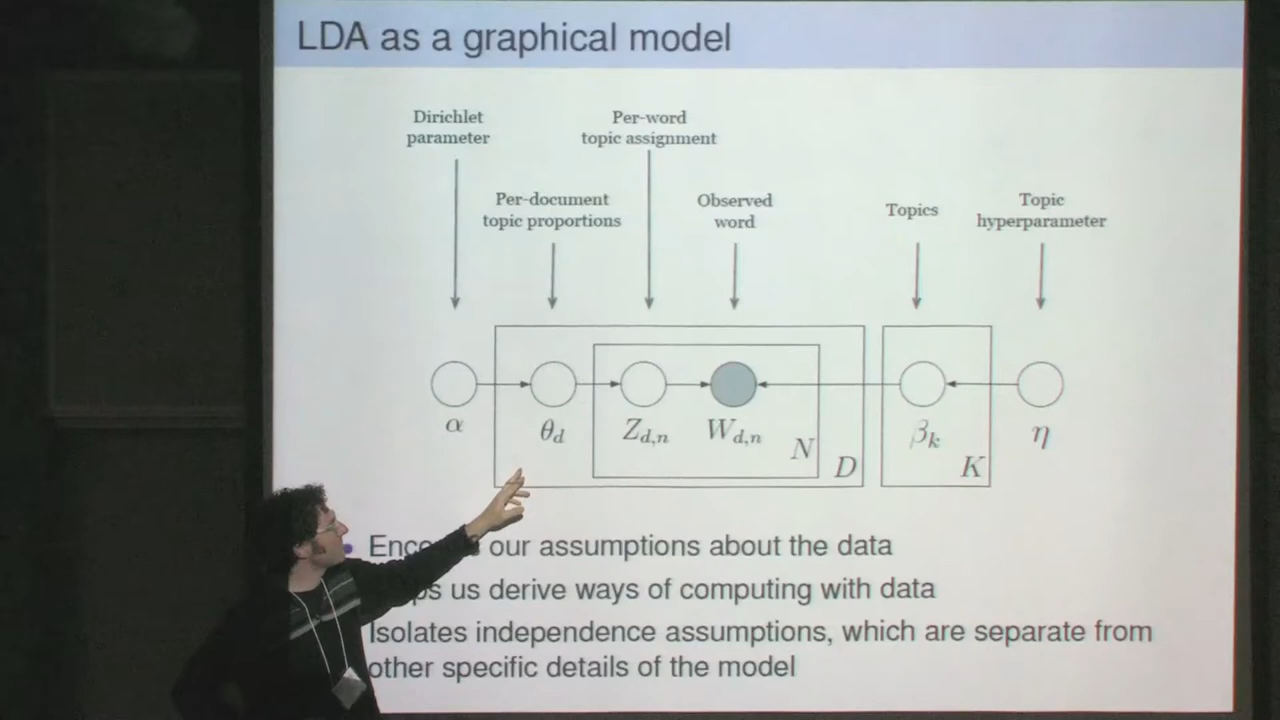 LDA as a graphical model
Dirichlet
parameter
Per-word
topic assignment
Per-document
topic proportions
Observed
word
Topics
Topic
hyperparameter
α
θd
Zd,n
Wd,n
N
D
βk
K
η
our assumptions about the data
us derive ways of computing with data
Isolates independence assumptions, which are separate from
other specific details of the model